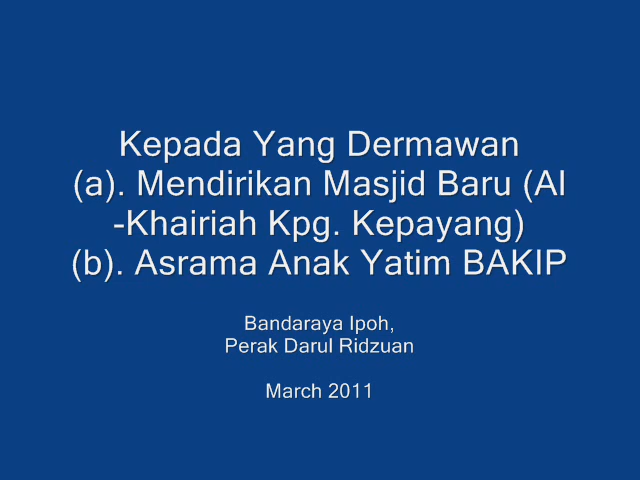 Kepada Yang Dermawan
(a). Mendirikan Masjid Baru (Al
-Khairiah Kpg. Kepayang)
(b). Asrama Anak Yatim BAKIP
Bandaraya Ipoh,
Perak Darul Ridzuan
March 2011